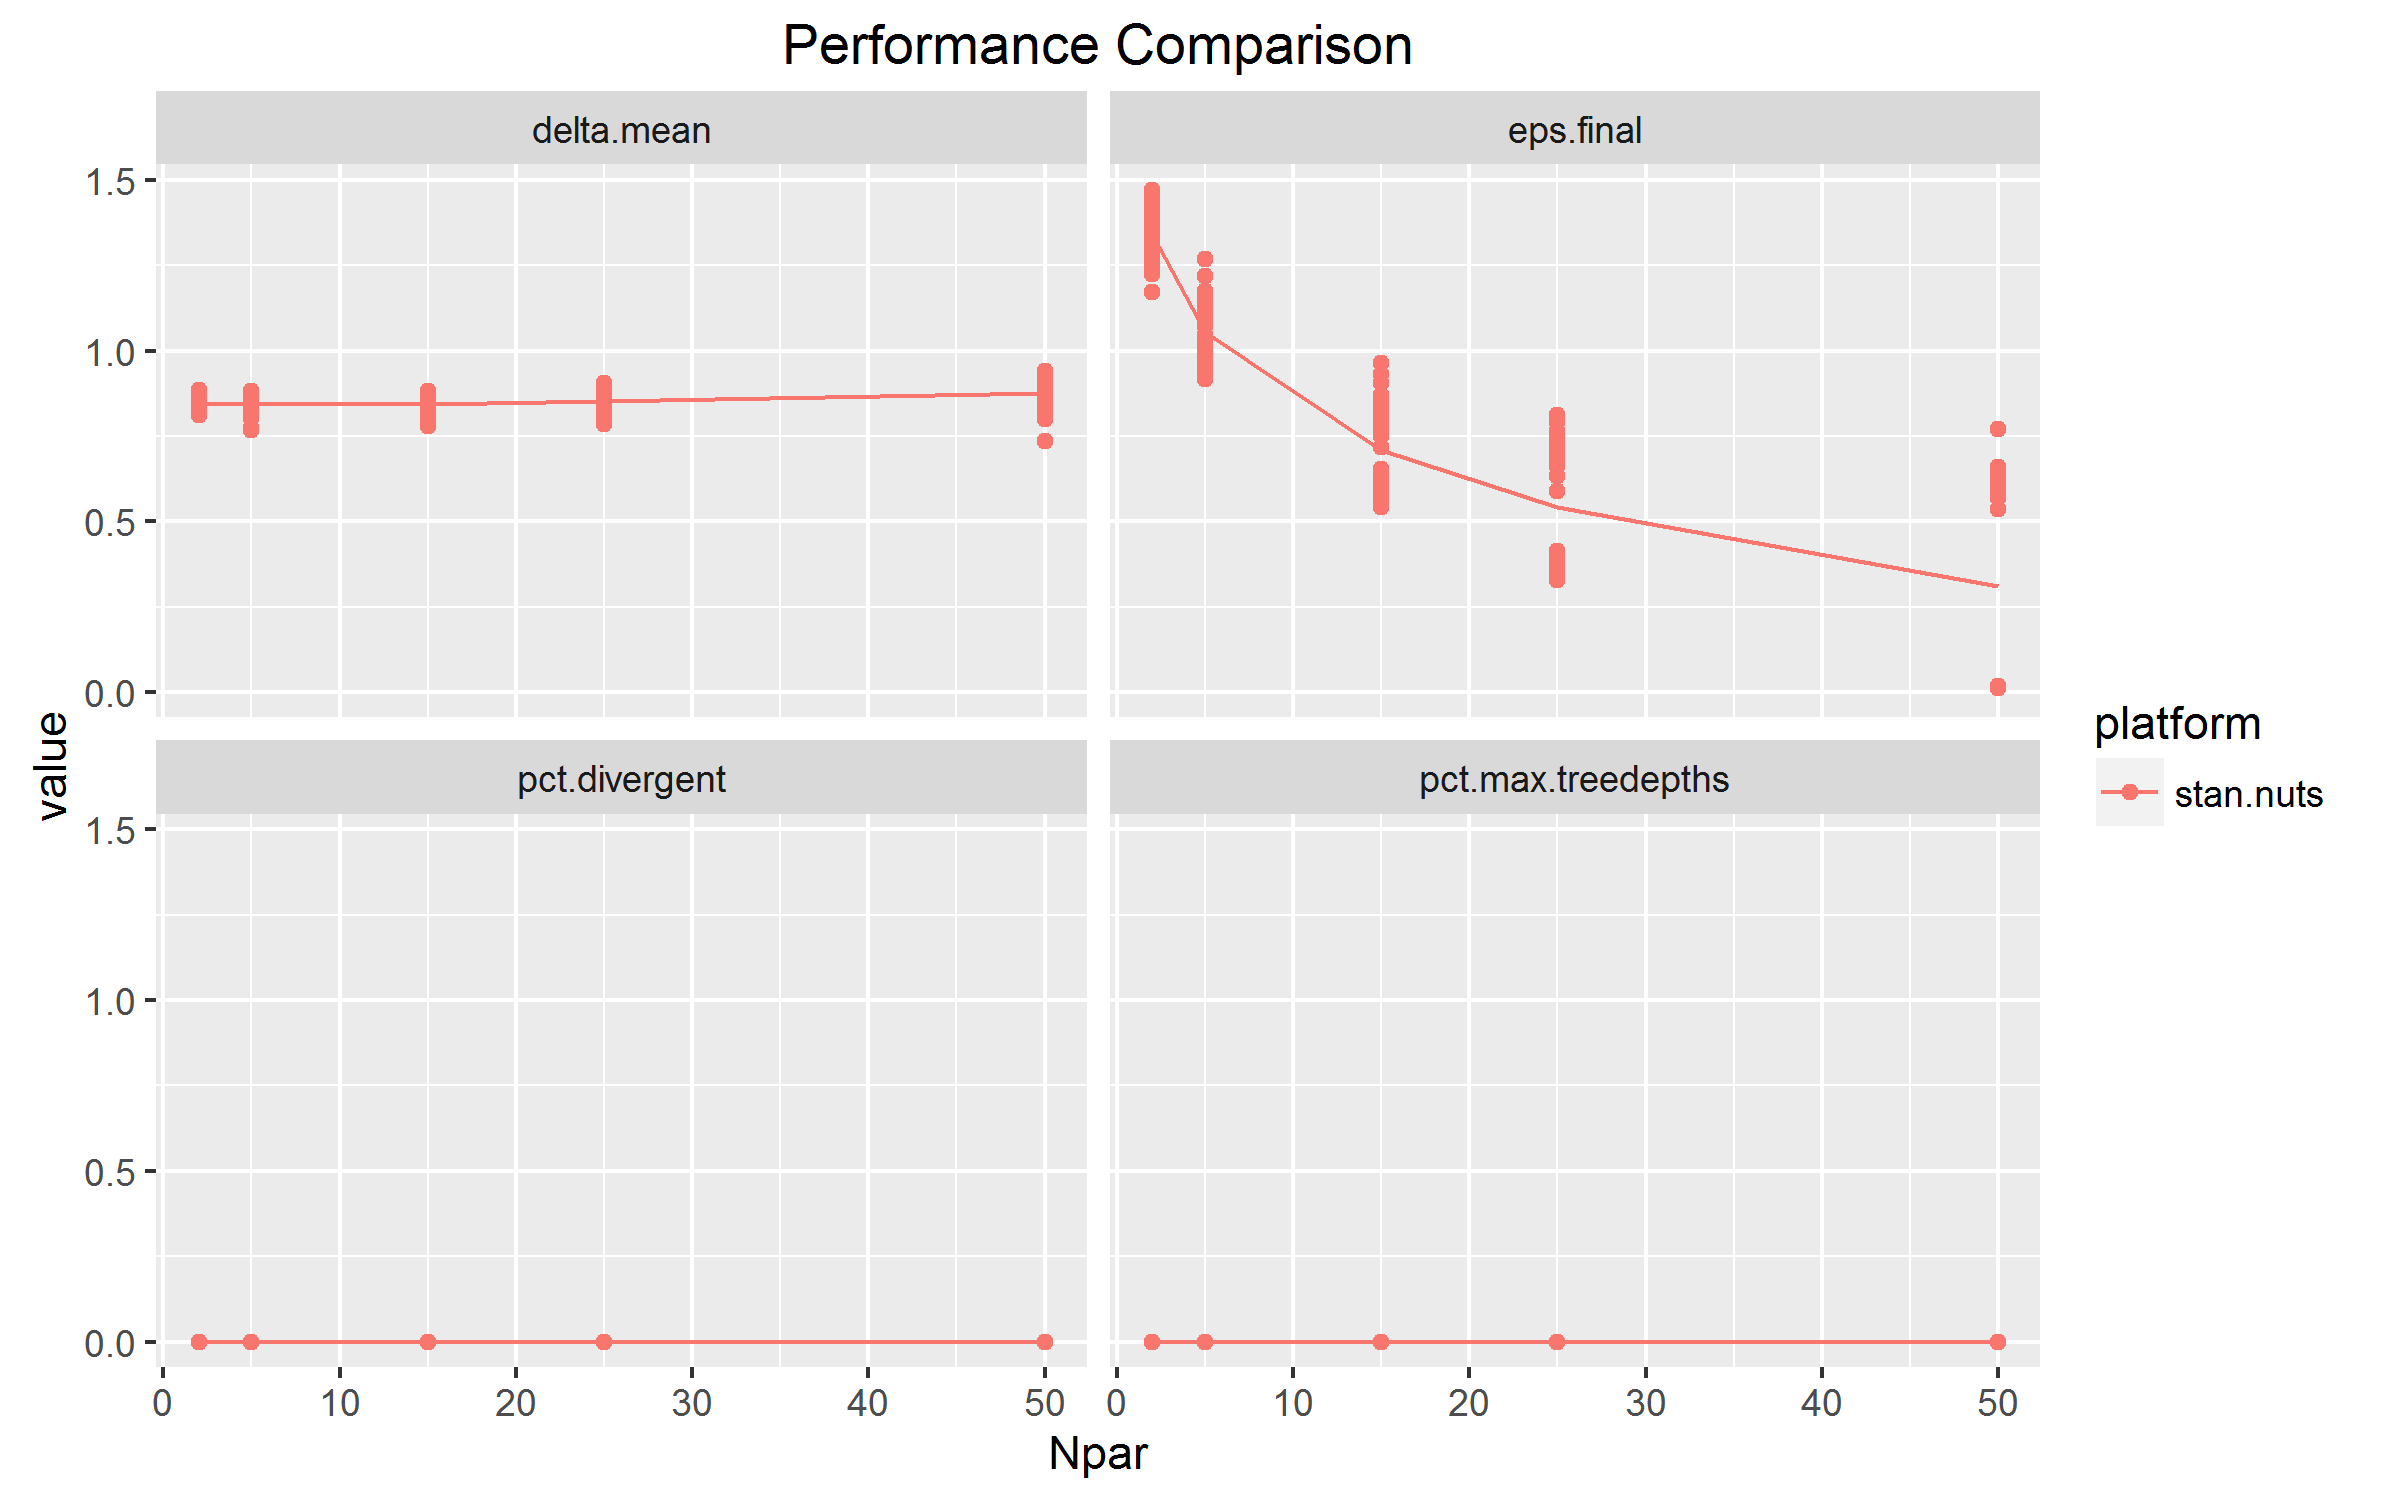 Performance Comparison
delta.mean
eps.final
1.5
1.0
0.5
0.0
pct.divergent
pct.max.treedepths
1.5
1.0
0.5
0.0
0 10 20 30 40 50
0 10 20 30 40 50
Npar
value
platform
stan.nuts